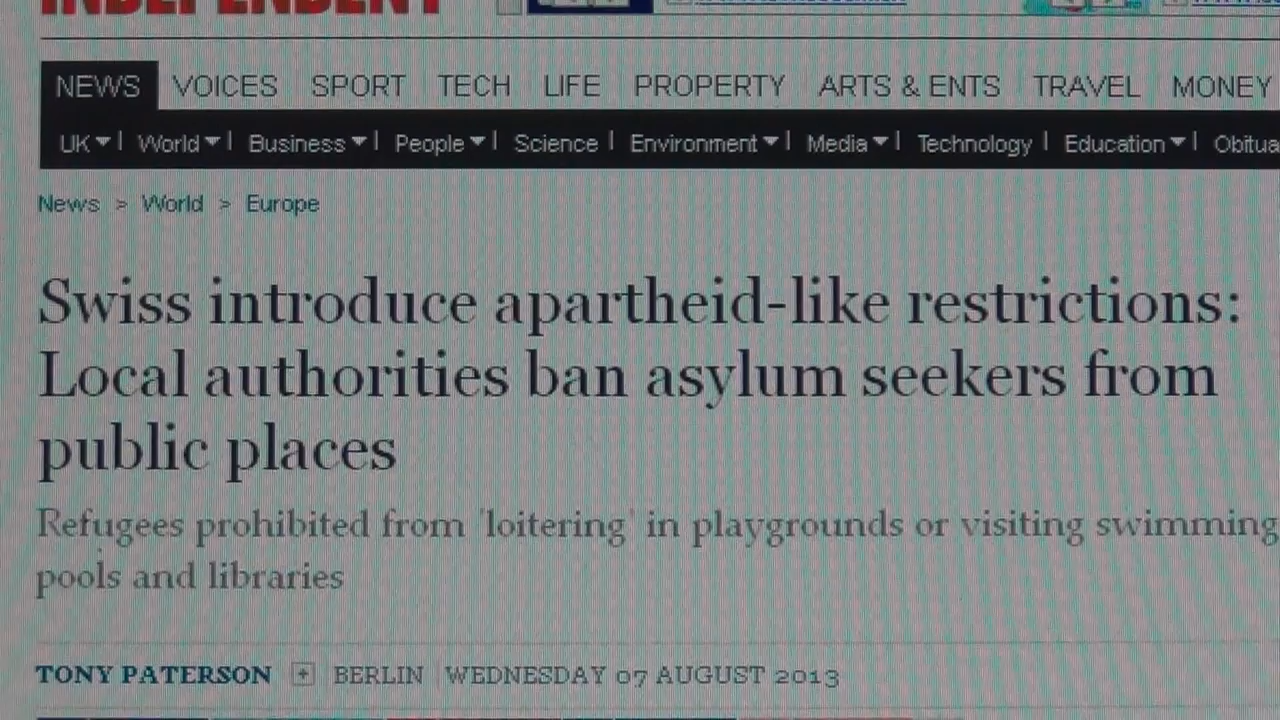 INDEPENDENT
NEWS VOICES SPORT TECH LIFE PROPERTY ARTS & ENTS TRAVEL MONEY
UK World Business People Science Environment Media Technology Education Obitua
News > World > Europe
Swiss introduce apartheid-like restrictions:
Local authorities ban asylum seekers from
public places
Refugees prohibited from 'loitering' in playgrounds or visiting swimming
pools and libraries
TONY PATERSON + BERLIN WEDNESDAY 07 AUGUST 2013